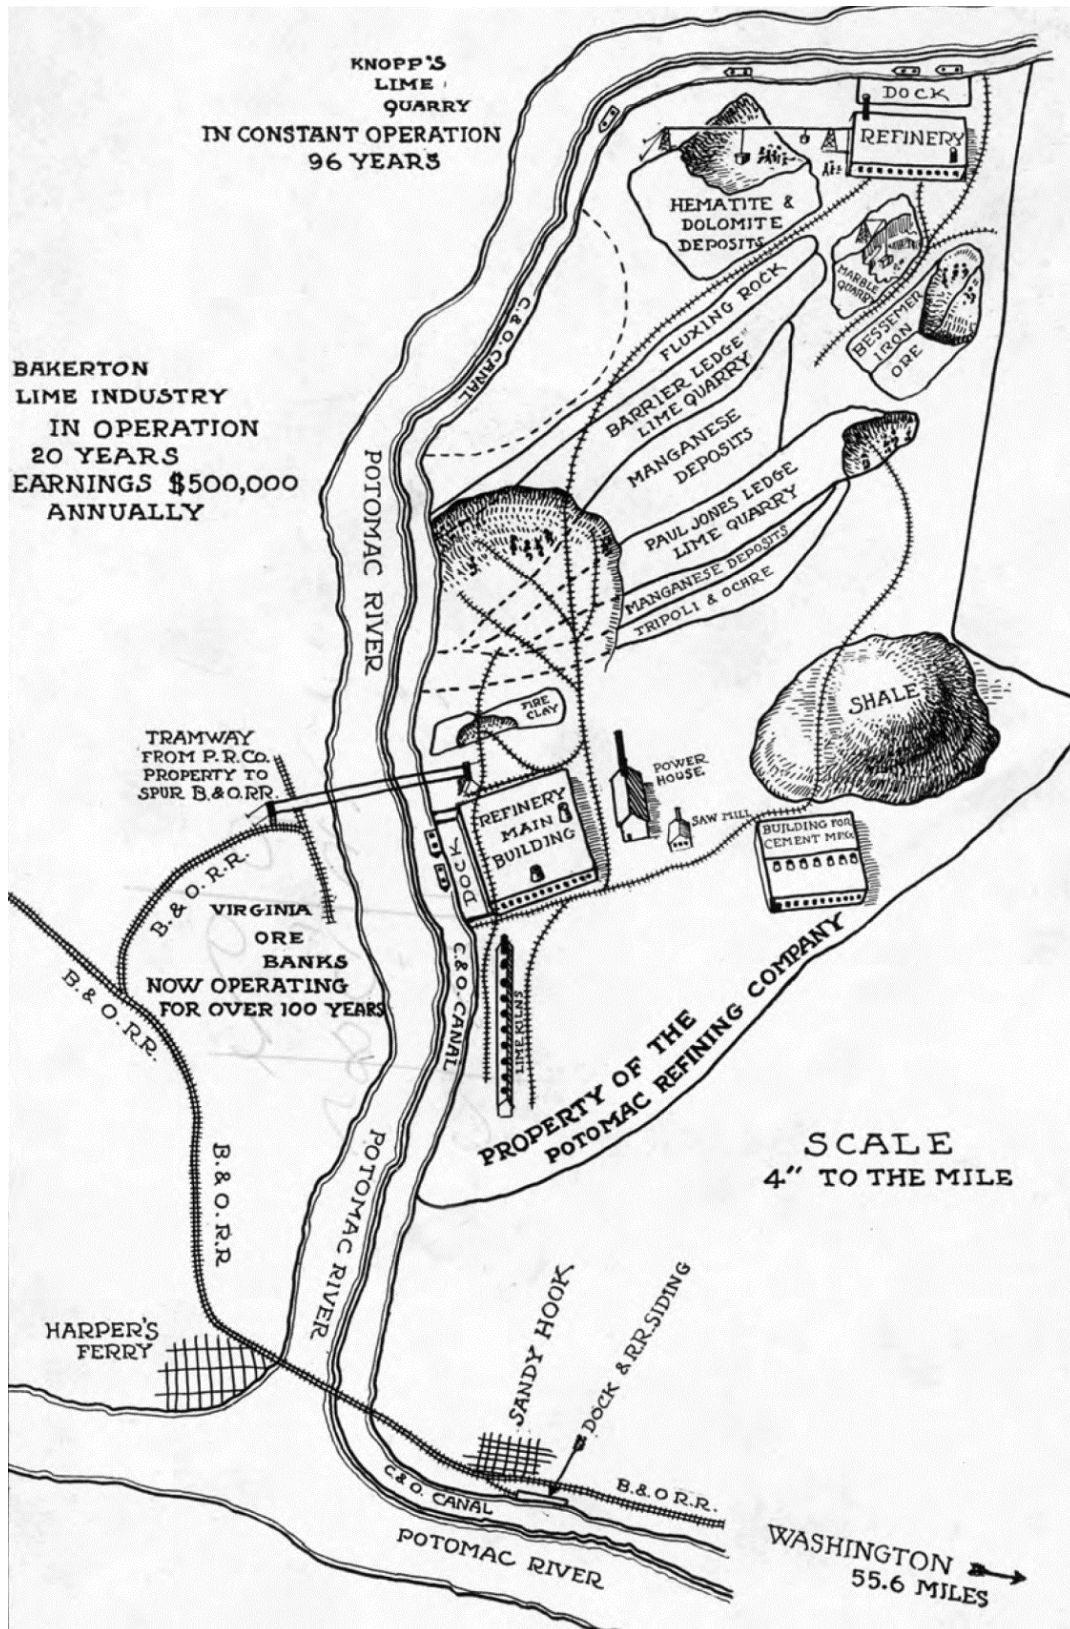 KNOPP'S
LIME
QUARRY
IN CONSTANT OPERATION
96 YEARS
DOCK
REFINERY
HEMATITE &
DOLOMITE
DEPOSITS
MARBLE
QUARRY
BESSEMER
IRON
ORE
FLUXING ROCK
BARRIER LEDGE"
LIME QUARRY
MANGANESE
DEPOSITS
PAUL JONES LEDGE
LIME QUARRY
MANGANESE DEPOSITS
TRIPOLI & OCHRE
C.&O. CANAL
BAKERTON
LIME INDUSTRY
IN OPERATION
20 YEARS
EARNINGS $500,000
ANNUALLY
POTOMAC RIVER
SHALE
FIRE
CLAY
TRAMWAY
FROM P.R.CO.
PROPERTY TO
SPUR B.&O.RR.
POWER
HOUSE
SAW MILL
REFINERY
MAIN
BUILDING
DOCK
BUILDING FOR
CEMENT MFG.
B.&O.R.R.
VIRGINIA
ORE
BANKS
NOW OPERATING
FOR OVER 100 YEARS
B.&O.RR.
C.&O.CANAL
LIME KILNS
PROPERTY OF THE
POTOMAC REFINING COMPANY
SCALE
4" TO THE MILE
B.&O.R.R
POTOMAC RIVER
HARPER'S
FERRY
SANDY HOOK
DOCK & R.R. SIDING
B.&O R.R.
C.&O. CANAL
POTOMAC RIVER
WASHINGTON
55.6 MILES